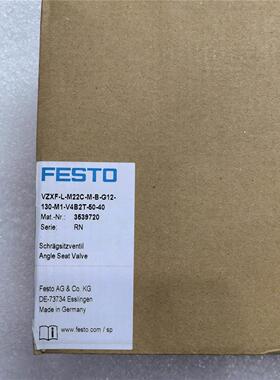 FESTO
VZXF-L-M22C-M-B-G12-
130-M1-V4B2T-50-40
Mat.-Nr.: 3539720
Serie: RN
Schrägsitzventil
Angle Seat Valve
Festo AG & Co. KG
DE-73734 Esslingen
Made in Germany
www.festo.com / sp